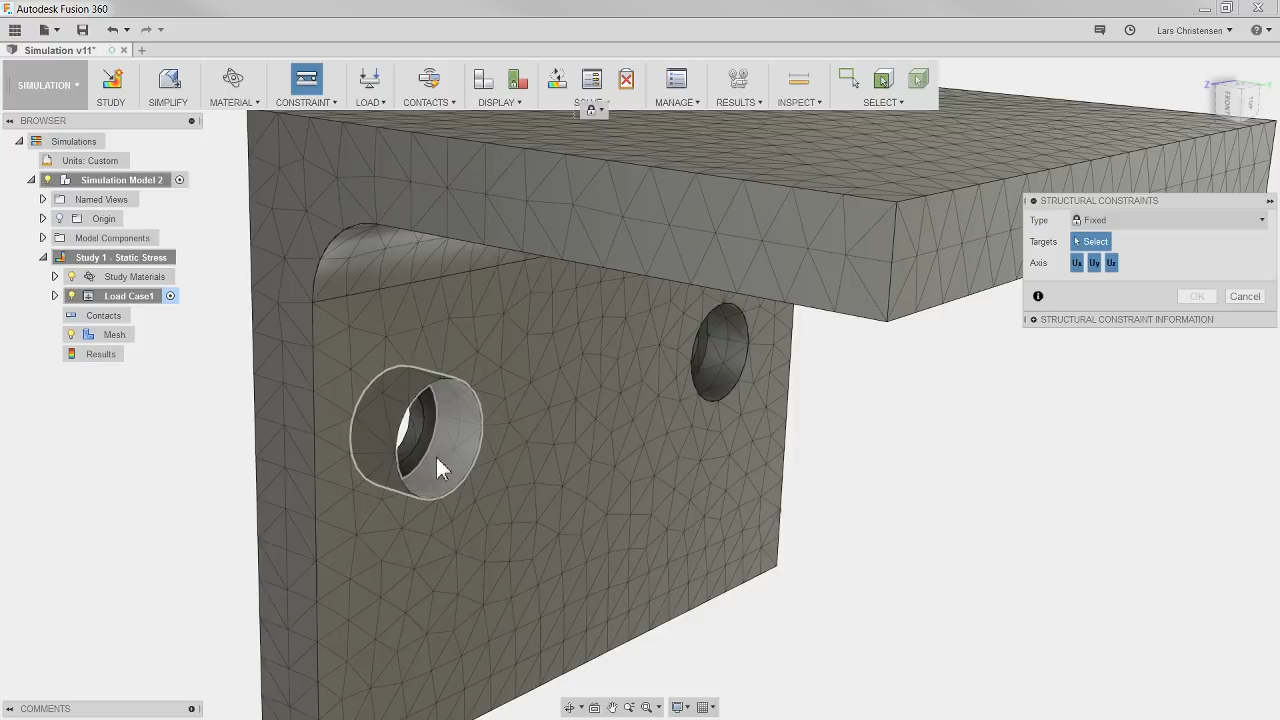 Autodesk Fusion 360
Lars Christensen
Simulation v11*
SIMULATION
STUDY
SIMPLIFY
MATERIAL
CONSTRAINT
LOAD
CONTACTS
DISPLAY
MANAGE
RESULTS
INSPECT
SELECT
Z
Y
FRONT
TOP
BROWSER
Simulations
Units: Custom
Simulation Model 2
Named Views
Origin
Model Components
Study 1 - Static Stress
Study Materials
Load Case1
Contacts
Mesh
Results
STRUCTURAL CONSTRAINTS
Type Fixed
Targets Select
Axis Ux Uy Uz
OK Cancel
STRUCTURAL CONSTRAINT INFORMATION
COMMENTS